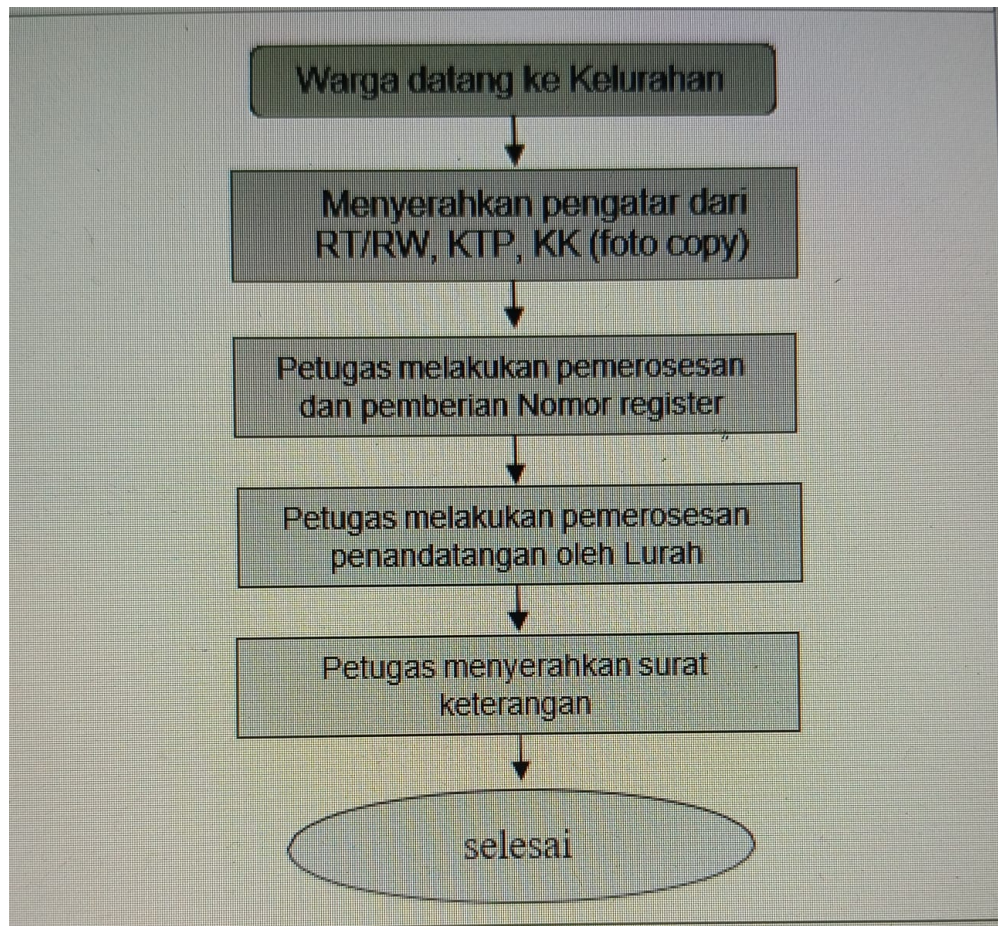 Warga datang ke Kelurahan
Menyerahkan pengatar dari
RT/RW, KTP, KK (foto copy)
Petugas melakukan pemerosesan
dan pemberian Nomor register
Petugas melakukan pemerosesan
penandatangan oleh Lurah
Petugas menyerahkan surat
keterangan
selesai